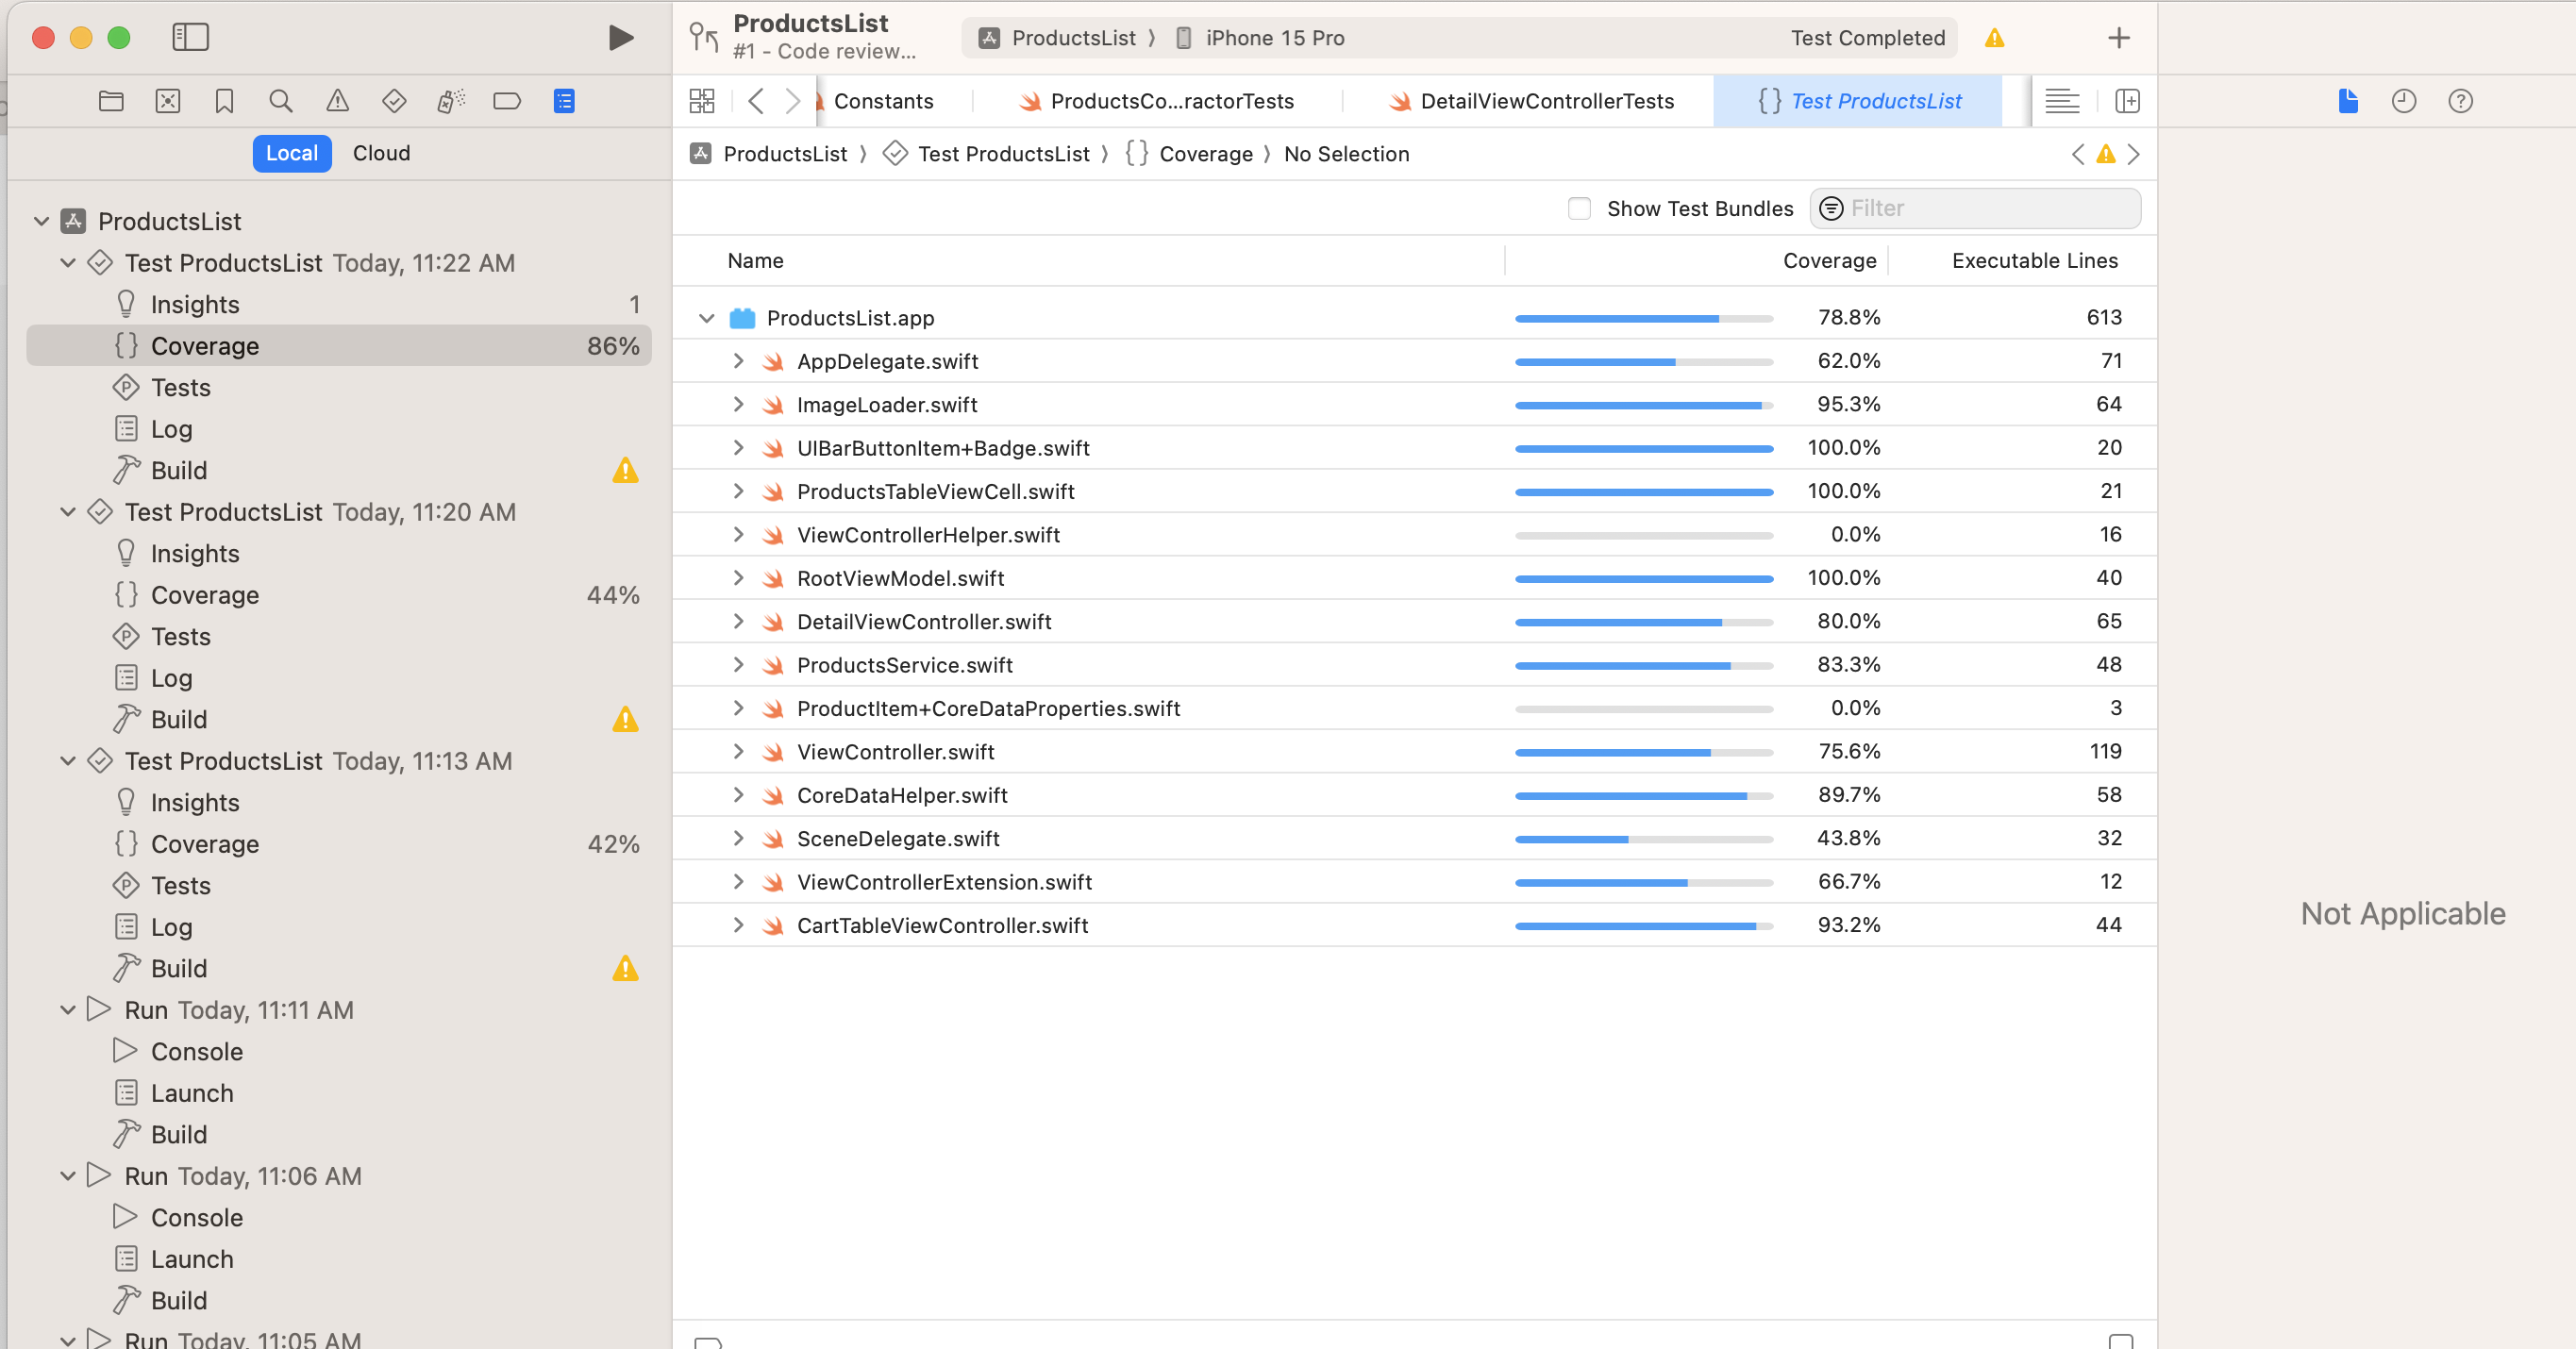 ProductsList
#1 - Code review...
ProductsList
iPhone 15 Pro
Test Completed
Constants
ProductsCo...ractorTests
DetailViewControllerTests
{} Test ProductsList
Local
Cloud
ProductsList
Test ProductsList
{} Coverage
No Selection
Show Test Bundles
Filter
ProductsList
Test ProductsList Today, 11:22 AM
Insights 1
{} Coverage 86%
Tests
Log
Build
Test ProductsList Today, 11:20 AM
Insights
{} Coverage 44%
Tests
Log
Build
Test ProductsList Today, 11:13 AM
Insights
{} Coverage 42%
Tests
Log
Build
Run Today, 11:11 AM
Console
Launch
Build
Run Today, 11:06 AM
Console
Launch
Build
Run Today, 11:05 AM
Name Coverage Executable Lines
ProductsList.app 78.8% 613
AppDelegate.swift 62.0% 71
ImageLoader.swift 95.3% 64
UIBarButtonItem+Badge.swift 100.0% 20
ProductsTableViewCell.swift 100.0% 21
ViewControllerHelper.swift 0.0% 16
RootViewModel.swift 100.0% 40
DetailViewController.swift 80.0% 65
ProductsService.swift 83.3% 48
ProductItem+CoreDataProperties.swift 0.0% 3
ViewController.swift 75.6% 119
CoreDataHelper.swift 89.7% 58
SceneDelegate.swift 43.8% 32
ViewControllerExtension.swift 66.7% 12
CartTableViewController.swift 93.2% 44
Not Applicable